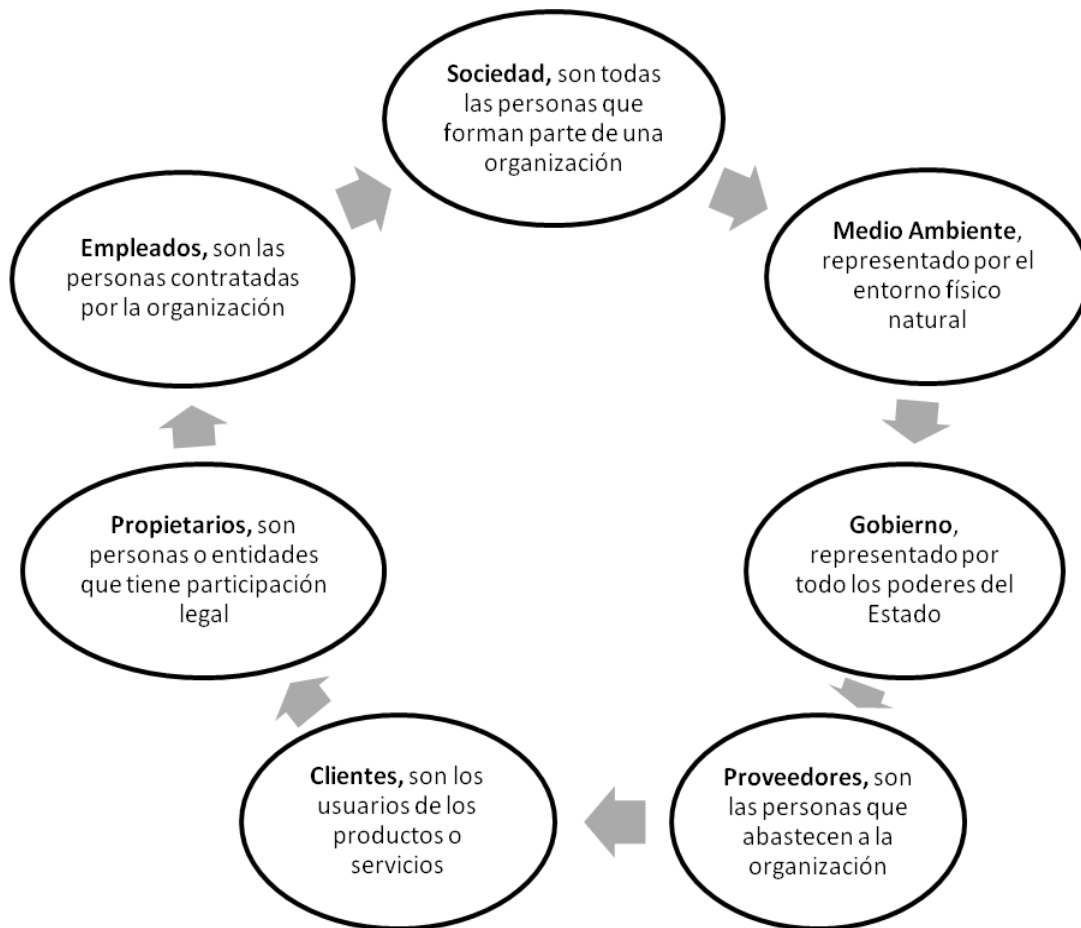 Sociedad, son todas
las personas que
forman parte de una
organización
Medio Ambiente,
representado por el
entorno físico
natural
Gobierno,
representado por
todo los poderes del
Estado
Proveedores, son
las personas que
abastecen a la
organización
Clientes, son los
usuarios de los
productos o
servicios
Propietarios, son
personas o entidades
que tiene participación
legal
Empleados, son las
personas contratadas
por la organización